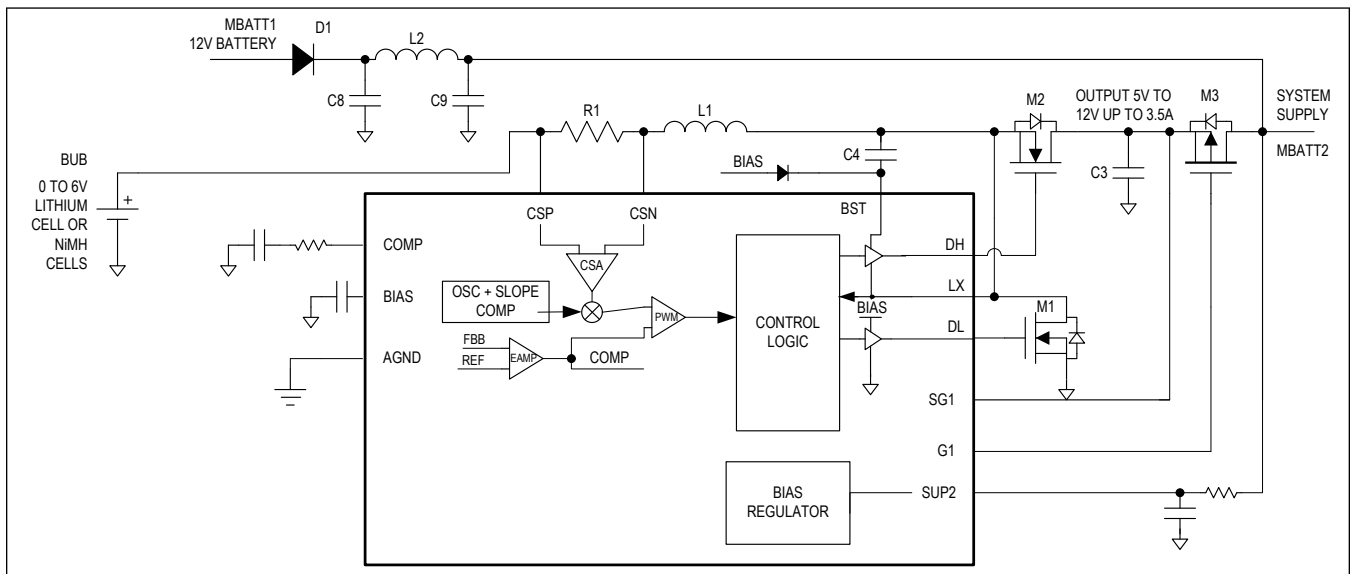 MBATT1
12V BATTERY
D1
L2
C8
C9
R1
L1
M2
OUTPUT 5V TO
12V UP TO 3.5A
M3
SYSTEM
SUPPLY
MBATT2
BUB
0 TO 6V
LITHIUM
CELL OR
NiMH
CELLS
+
BIAS
C4
C3
CSP
CSN
BST
COMP
CSA
DH
BIAS
OSC + SLOPE
COMP
LX
PWM
CONTROL
LOGIC
BIAS
M1
DL
FBB
REF
EAMP
COMP
AGND
SG1
G1
BIAS
REGULATOR
SUP2